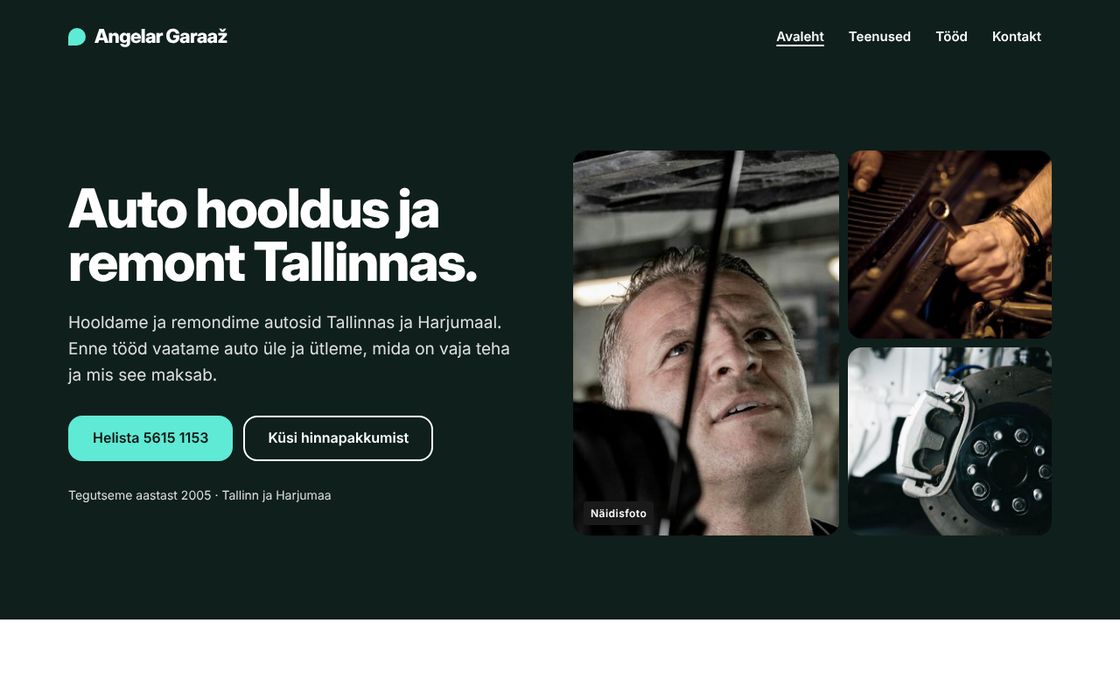 Angelar Garaaž
Avaleht
Teenused
Tööd
Kontakt
Auto hooldus ja
remont Tallinnas.
Hooldame ja remondime autosid Tallinnas ja Harjumaal.
Enne tööd vaatame auto üle ja ütleme, mida on vaja teha
ja mis see maksab.
Helista 5615 1153
Küsi hinnapakkumist
Tegutseme aastast 2005 · Tallinn ja Harjumaa
Näidisfoto